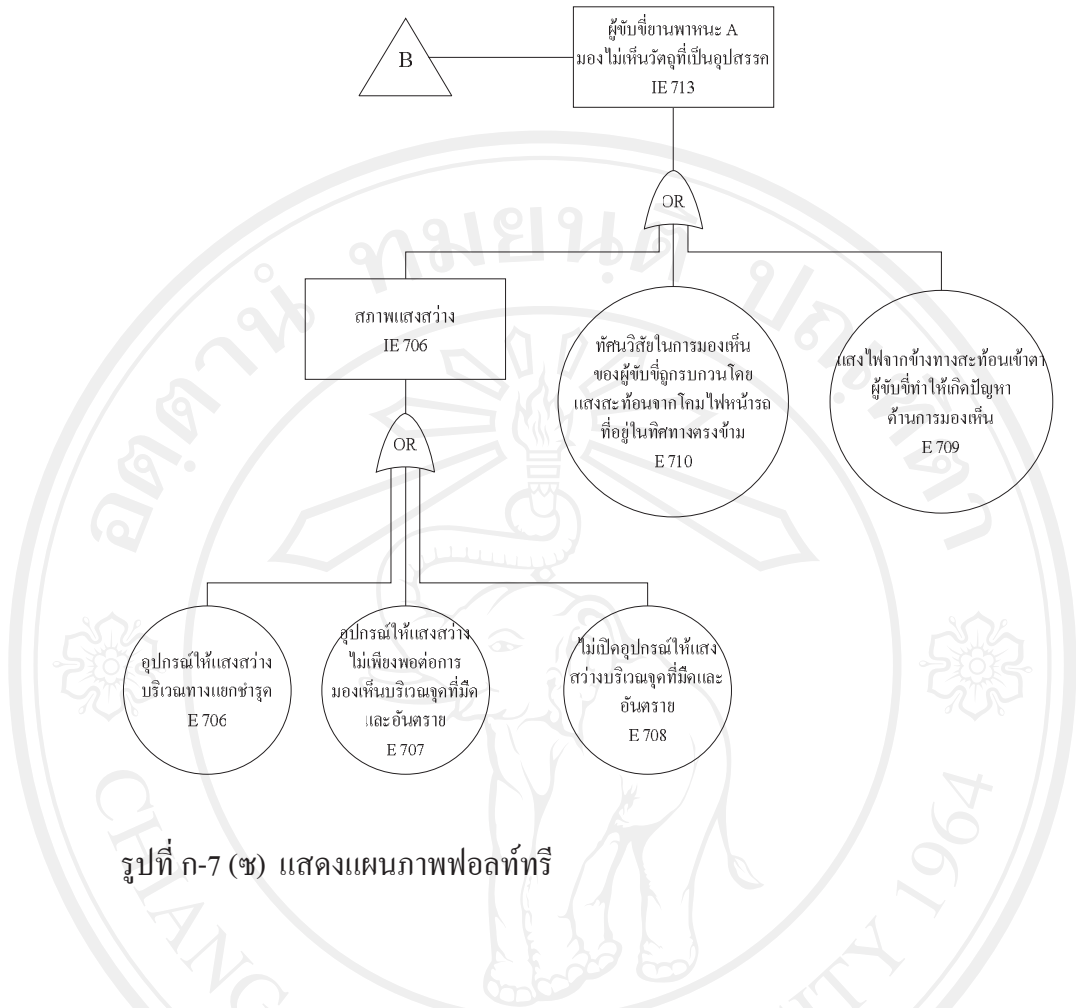 B
ผู้ขับขี่ยานพาหนะ A
มองไม่เห็นวัตถุที่เป็นอุปสรรค
IE 713
OR
สภาพแสงสว่าง
IE 706
ทัศนวิสัยในการมองเห็น
ของผู้ขับขี่ถูกรบกวนโดย
แสงสะท้อนจากโคมไฟหน้ารถ
ที่อยู่ในทิศทางตรงข้าม
E 710
แสงไฟจากข้างทางสะท้อนเข้าตา
ผู้ขับขี่ทำให้เกิดปัญหา
ด้านการมองเห็น
E 709
OR
อุปกรณ์ให้แสงสว่าง
บริเวณทางแยกชำรุด
E 706
อุปกรณ์ให้แสงสว่าง
ไม่เพียงพอต่อการ
มองเห็นบริเวณจุดที่มืด
และอันตราย
E 707
ไม่เปิดอุปกรณ์ให้แสง
สว่างบริเวณจุดที่มืดและ
อันตราย
E 708
รูปที่ ก-7 (ซ) แสดงแผนภาพฟอลท์ทรี
อตฺตานํ ทมยนฺติ ปณฺฑิตา
1964